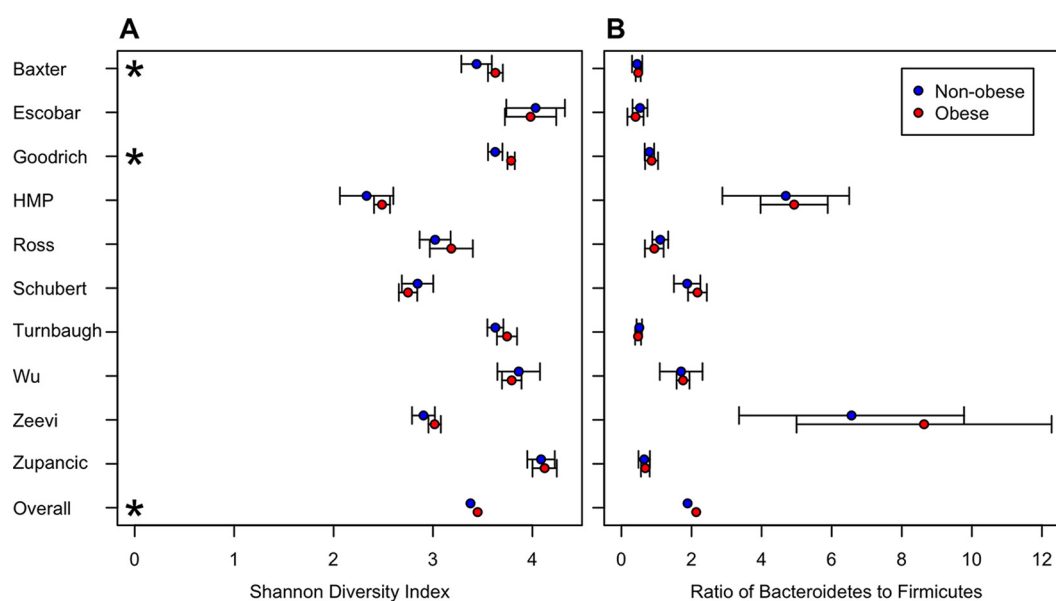 A B
Baxter *
Escobar
Goodrich *
HMP
Ross
Schubert
Turnbaugh
Wu
Zeevi
Zupancic
Overall *
Non-obese
Obese
0 1 2 3 4
0 2 4 6 8 10 12
Shannon Diversity Index
Ratio of Bacteroidetes to Firmicutes